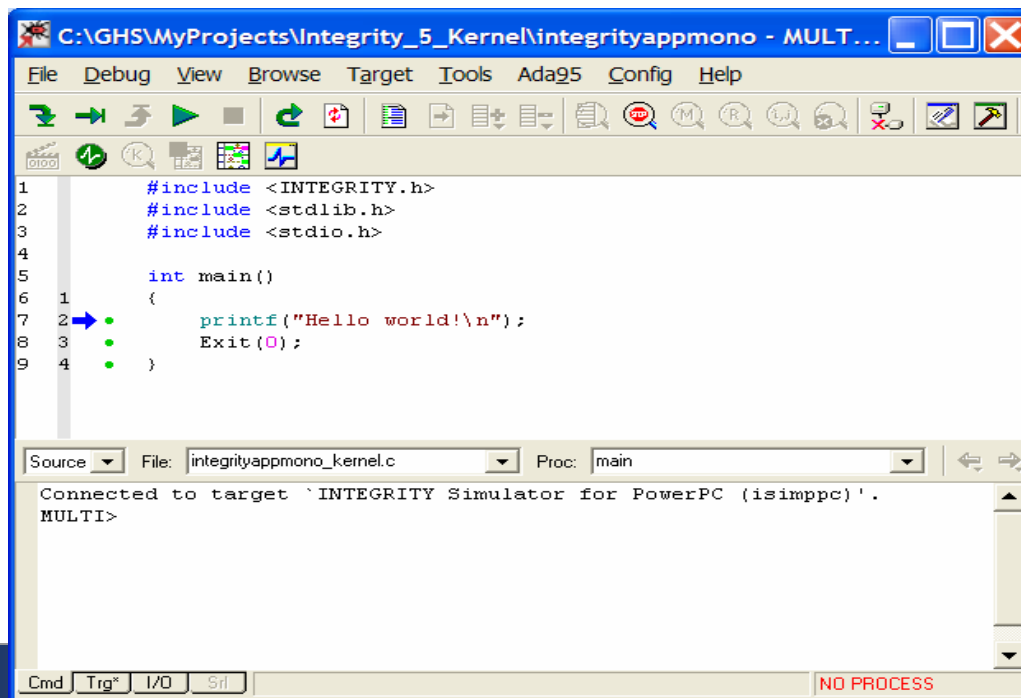 C:\GHS\MyProjects\Integrity_5_Kernel\integrityappmono - MULT...
File Debug View Browse Target Tools Ada95 Config Help
1 #include <INTEGRITY.h>
2 #include <stdlib.h>
3 #include <stdio.h>
4
5 int main()
6 1 {
7 2 printf("Hello world!\n");
8 3 Exit(0);
9 4 }
Source File: integrityappmono_kernel.c Proc: main
Connected to target `INTEGRITY Simulator for PowerPC (isimppc)'.
MULTI>
Cmd Trg* I/O Srl NO PROCESS